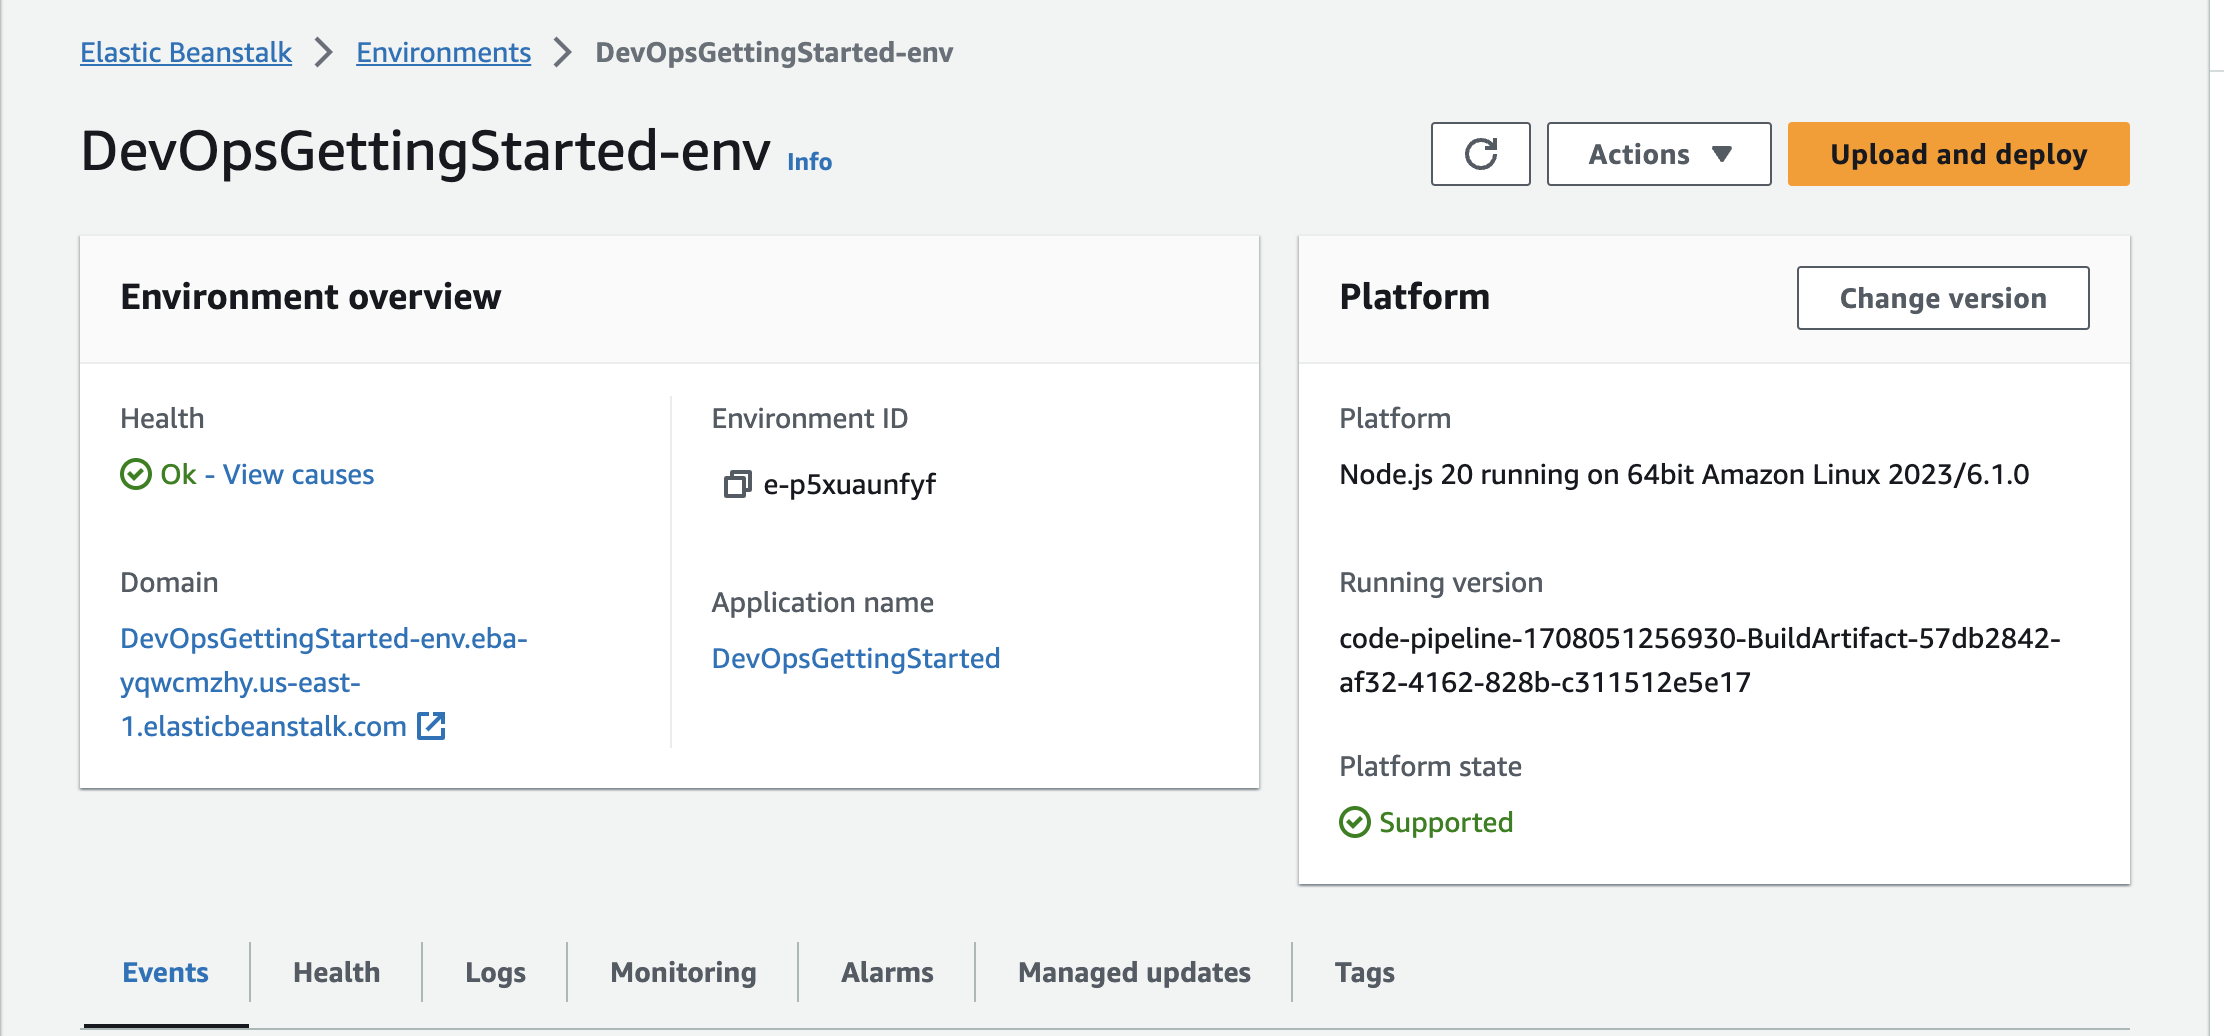 Elastic Beanstalk > Environments > DevOpsGettingStarted-env
DevOpsGettingStarted-env Info
Actions
Upload and deploy
Environment overview
Health
Ok - View causes
Domain
DevOpsGettingStarted-env.eba-
yqwcmzhy.us-east-
1.elasticbeanstalk.com
Environment ID
e-p5xuaunfyf
Application name
DevOpsGettingStarted
Platform
Change version
Platform
Node.js 20 running on 64bit Amazon Linux 2023/6.1.0
Running version
code-pipeline-1708051256930-BuildArtifact-57db2842-
af32-4162-828b-c311512e5e17
Platform state
Supported
Events
Health
Logs
Monitoring
Alarms
Managed updates
Tags